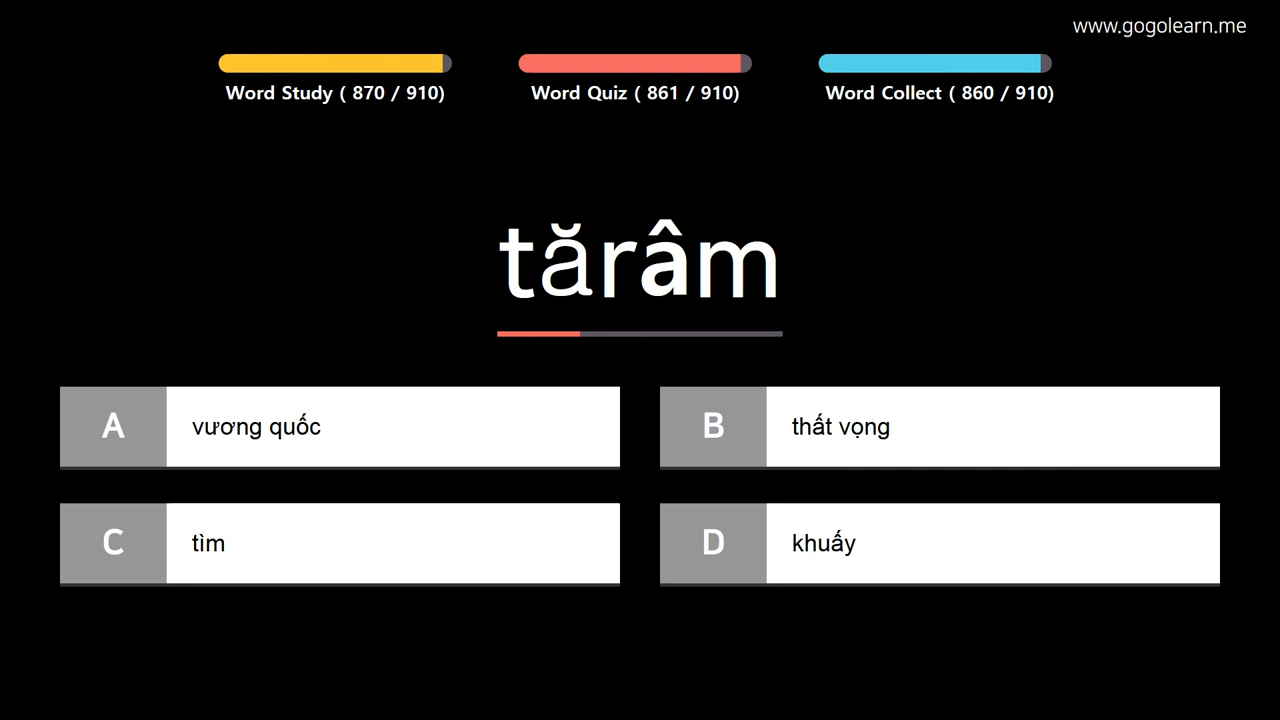 www.gogolearn.me
Word Study ( 870 / 910)
Word Quiz ( 861 / 910)
Word Collect ( 860 / 910)
tărâm
A vương quốc
B thất vọng
C tìm
D khuấy